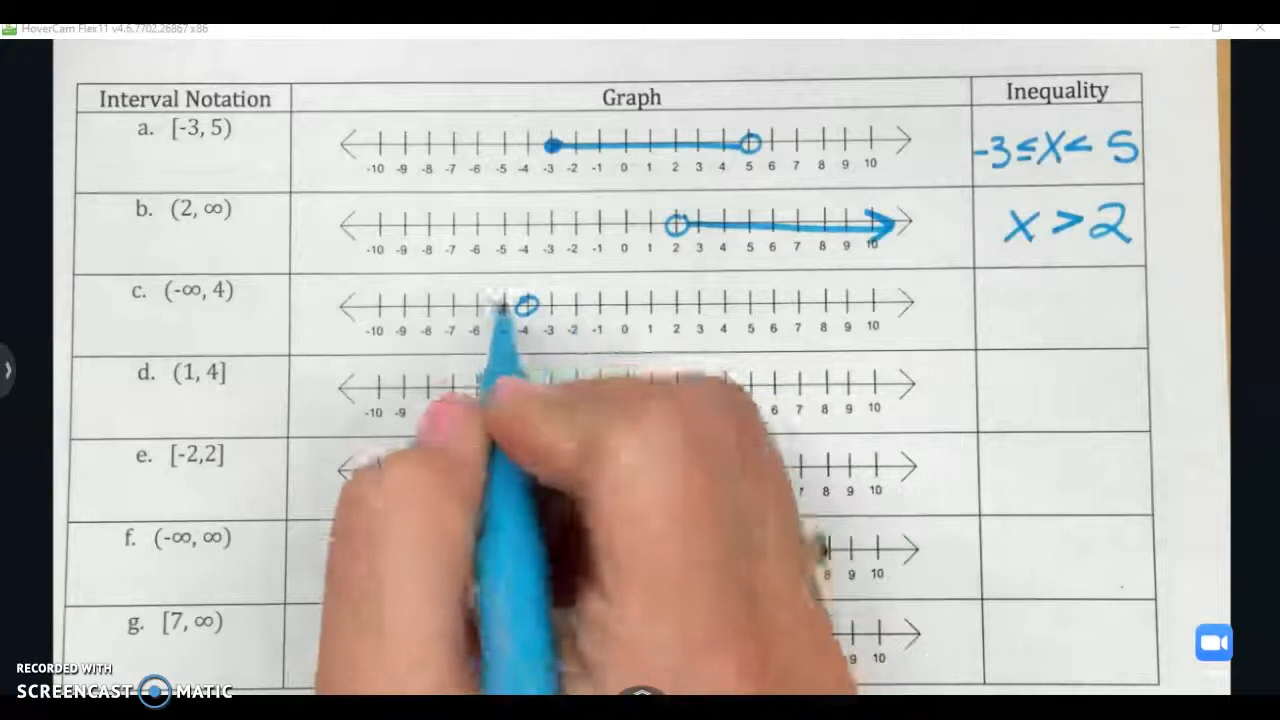 HoverCam Flex11 v4.6.7702.26867 x86
Interval Notation Graph Inequality
a. [-3, 5)
-10 -9 -8 -7 -6 -5 -4 -3 -2 -1 0 1 2 3 4 5 6 7 8 9 10
-3≤x< 5
b. (2, ∞)
-10 -9 -8 -7 -6 -5 -4 -3 -2 -1 0 1 2 3 4 5 6 7 8 9 10
x > 2
c. (-∞, 4)
-10 -9 -8 -7 -6 -4 -3 -2 -1 0 1 2 3 4 5 6 7 8 9 10
d. (1, 4]
-10 -9 6 7 8 9 10
e. [-2,2]
8 9 10
f. (-∞, ∞)
8 9 10
g. [7, ∞)
9 10
RECORDED WITH
SCREENCAST MATIC